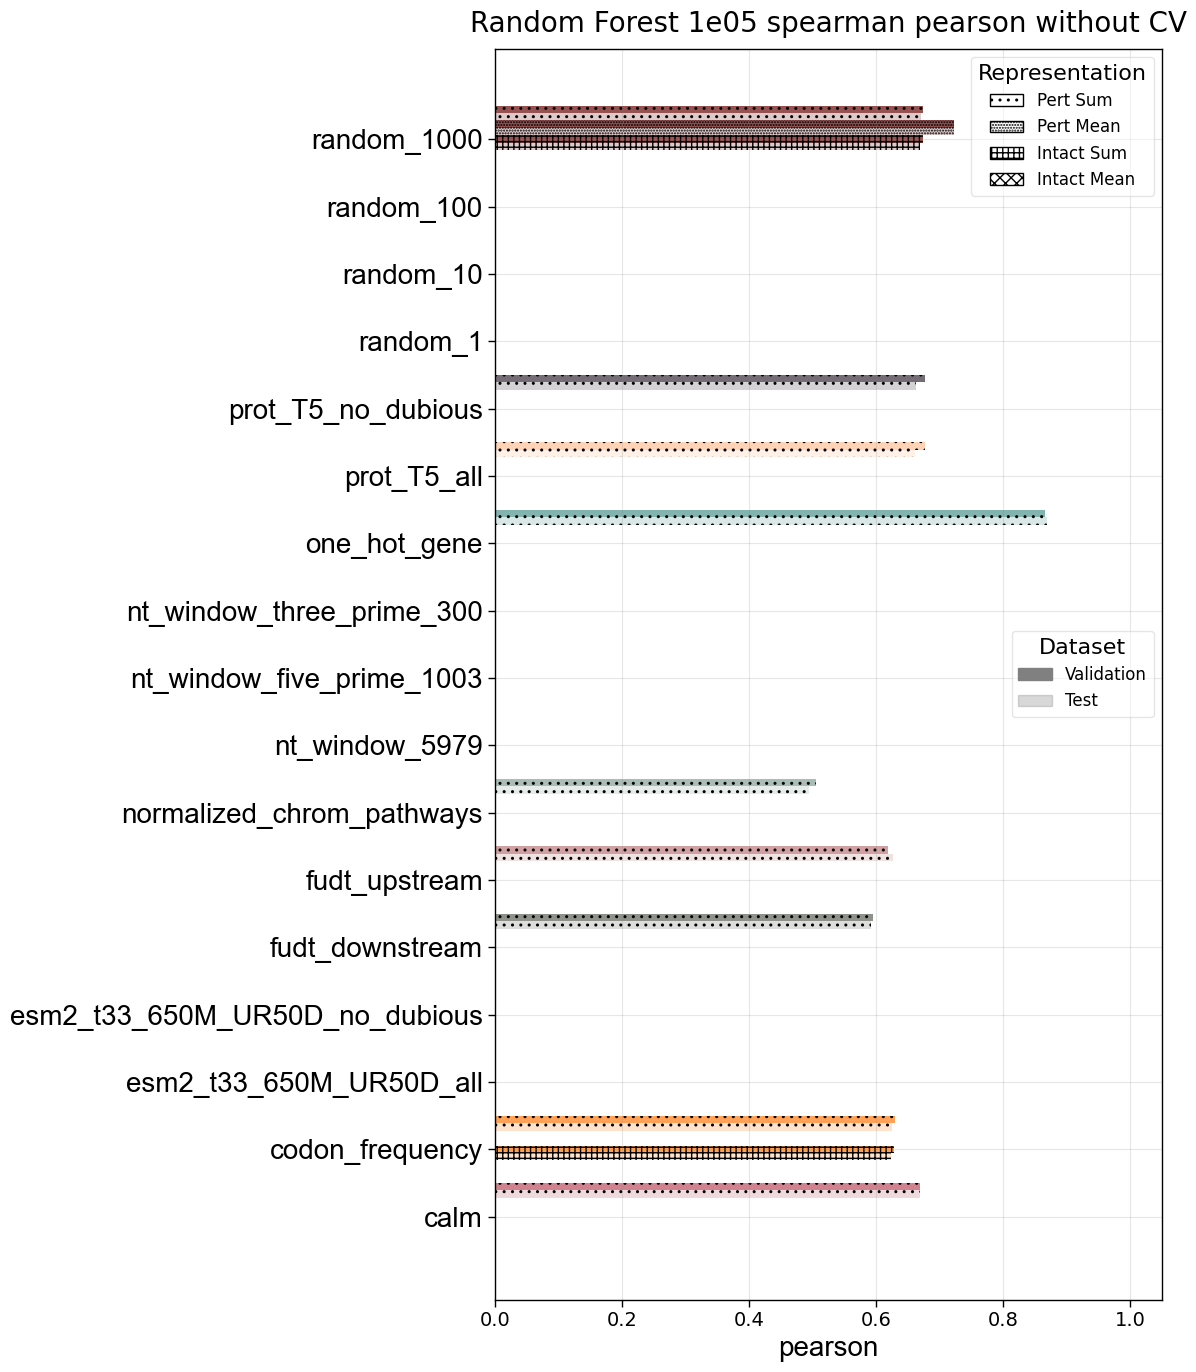 Random Forest 1e05 spearman pearson without CV
Representation
Pert Sum
Pert Mean
Intact Sum
Intact Mean
random_1000
random_100
random_10
random_1
prot_T5_no_dubious
prot_T5_all
one_hot_gene
nt_window_three_prime_300
nt_window_five_prime_1003
nt_window_5979
normalized_chrom_pathways
fudt_upstream
fudt_downstream
esm2_t33_650M_UR50D_no_dubious
esm2_t33_650M_UR50D_all
codon_frequency
calm
Dataset
Validation
Test
0.0 0.2 0.4 0.6 0.8 1.0
pearson